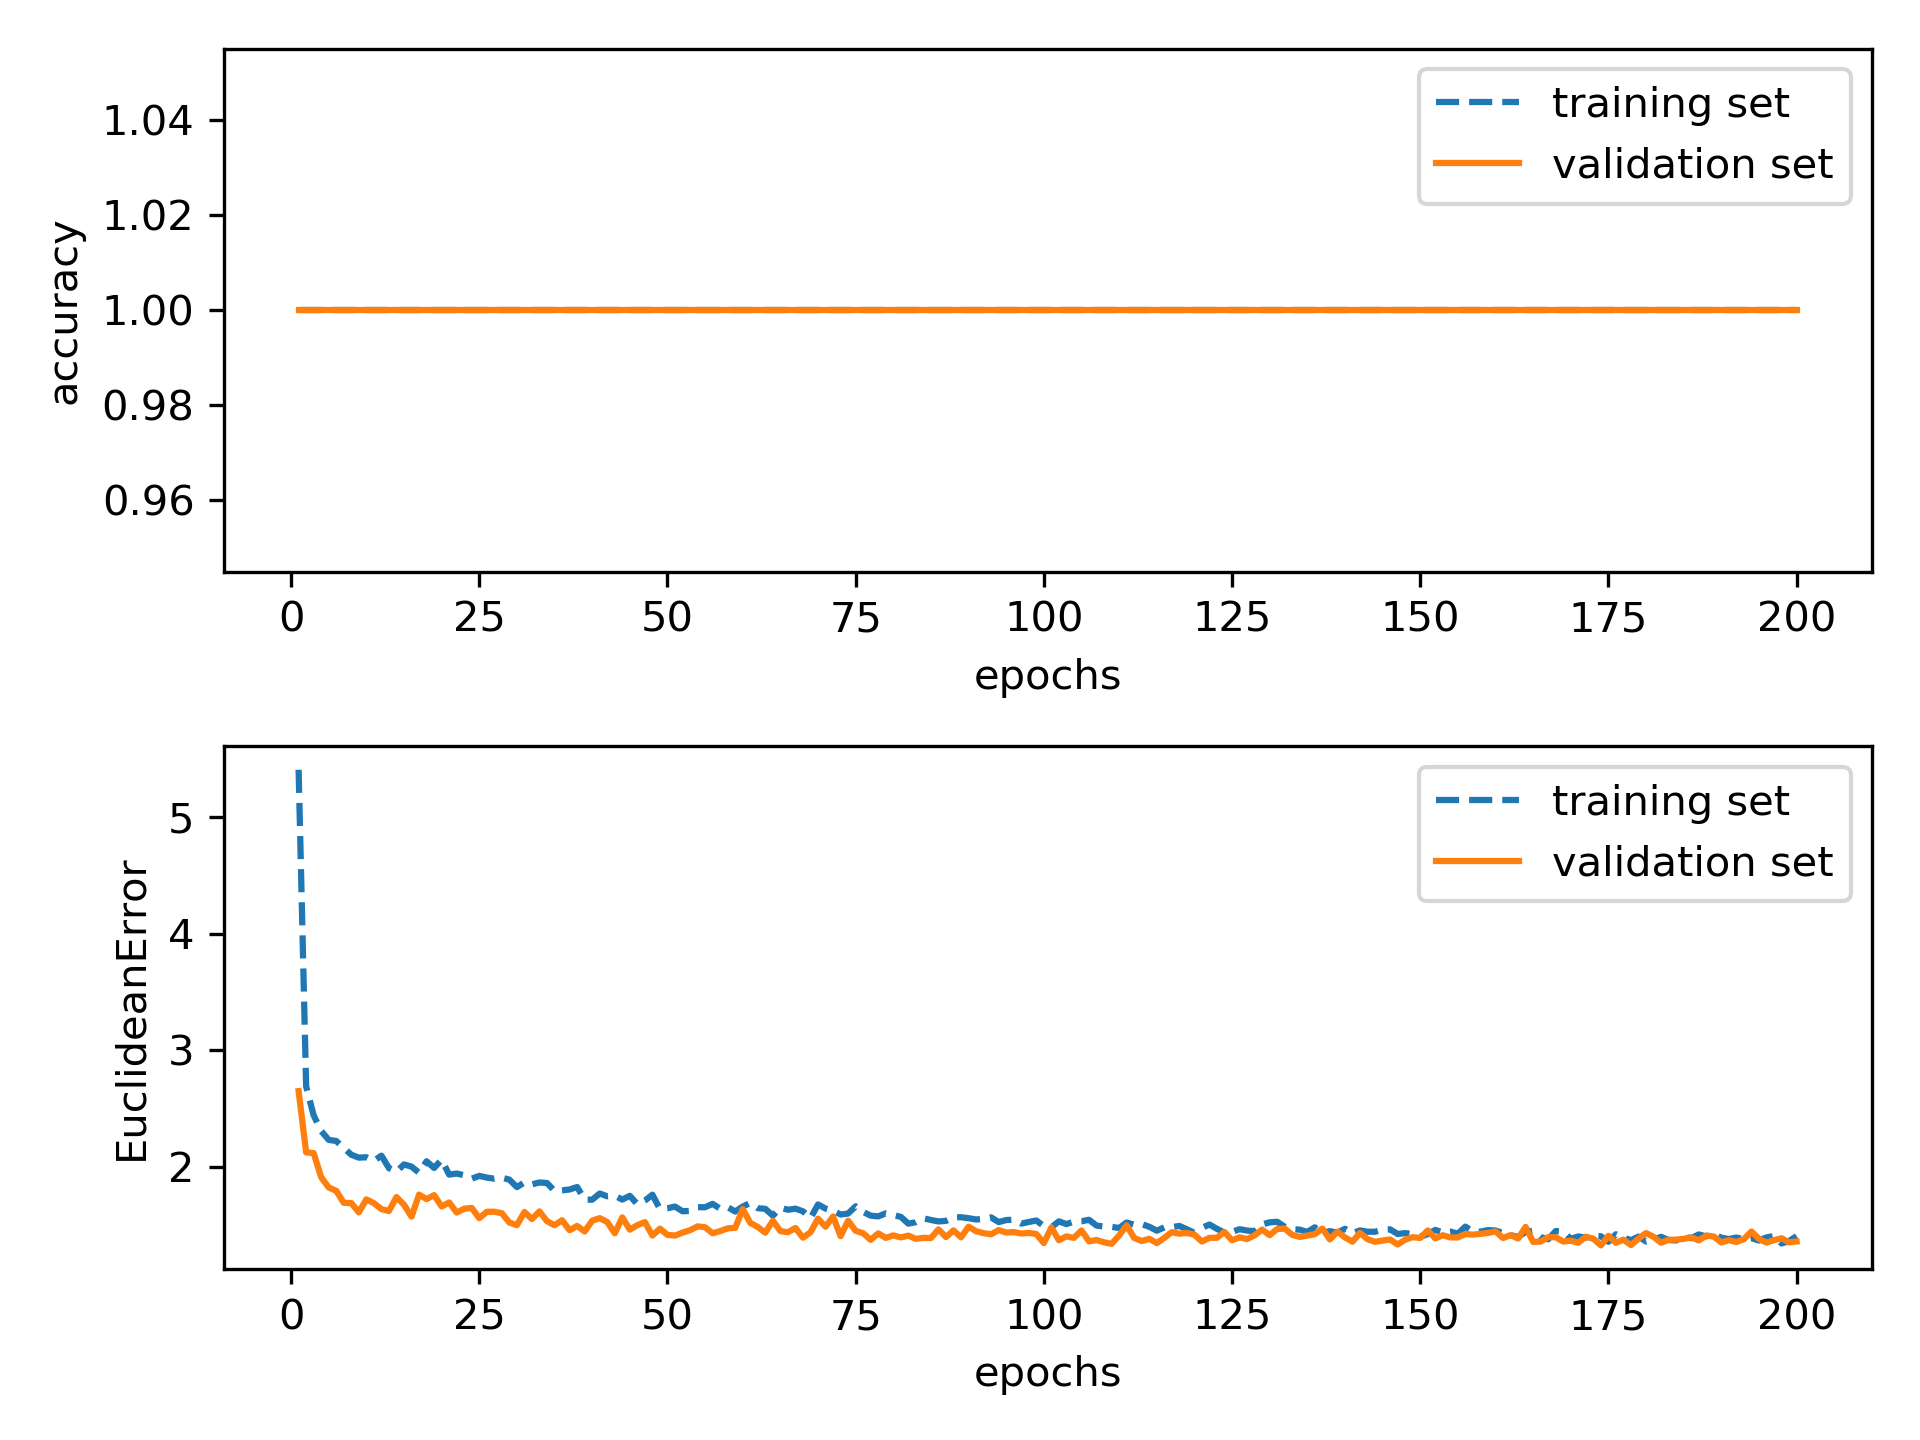 training set
validation set
1.04
1.02
1.00
0.98
0.96
accuracy
0 25 50 75 100 125 150 175 200
epochs
training set
validation set
5
4
3
2
EuclideanError
0 25 50 75 100 125 150 175 200
epochs